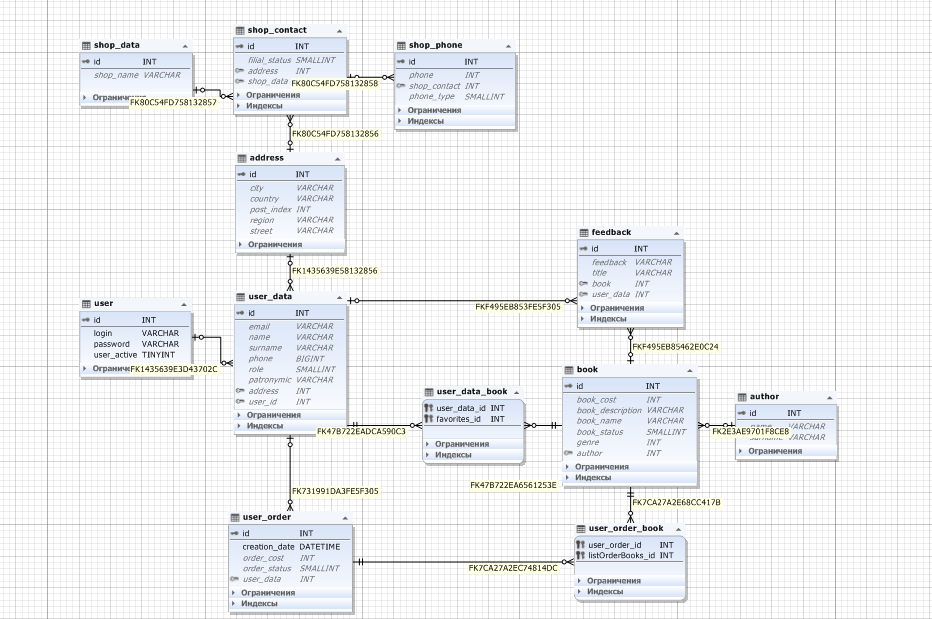 shop_data
id INT
shop_name VARCHAR
FK80C54FD758132857
shop_contact
id INT
filial_status SMALLINT
address INT
shop_data
FK80C54FD758132858
Ограничения
Индексы
shop_phone
id INT
phone INT
shop_contact INT
phone_type SMALLINT
Ограничения
Индексы
FK80C54FD758132856
address
id INT
city VARCHAR
country VARCHAR
post_index INT
region VARCHAR
street VARCHAR
Ограничения
FK1435639E58132856
feedback
id INT
feedback VARCHAR
title VARCHAR
book INT
user_data INT
Ограничения
Индексы
user
id INT
login VARCHAR
password VARCHAR
user_active TINYINT
FK1435639E3D43702C
user_data
id INT
email VARCHAR
name VARCHAR
surname VARCHAR
phone BIGINT
role SMALLINT
patronymic VARCHAR
address INT
user_id INT
Ограничения
Индексы
FKF495EB853FE5F305
FKF495EB85462E0C24
user_data_book
user_data_id INT
favorites_id INT
Ограничения
Индексы
FK47B722EADCA590C3
FK47B722EA6561253E
book
id INT
book_cost INT
book_description VARCHAR
book_name VARCHAR
book_status SMALLINT
genre INT
author INT
Ограничения
Индексы
author
id INT
VARCHAR
VARCHAR
Ограничения
FK2E3AE9701F8CE8
FK731991DA3FE5F305
FK7CA27A2E68CC417B
user_order
id INT
creation_date DATETIME
order_cost INT
order_status SMALLINT
user_data INT
Ограничения
Индексы
FK7CA27A2EC74814DC
user_order_book
user_order_id INT
listOrderBooks_id INT
Ограничения
Индексы